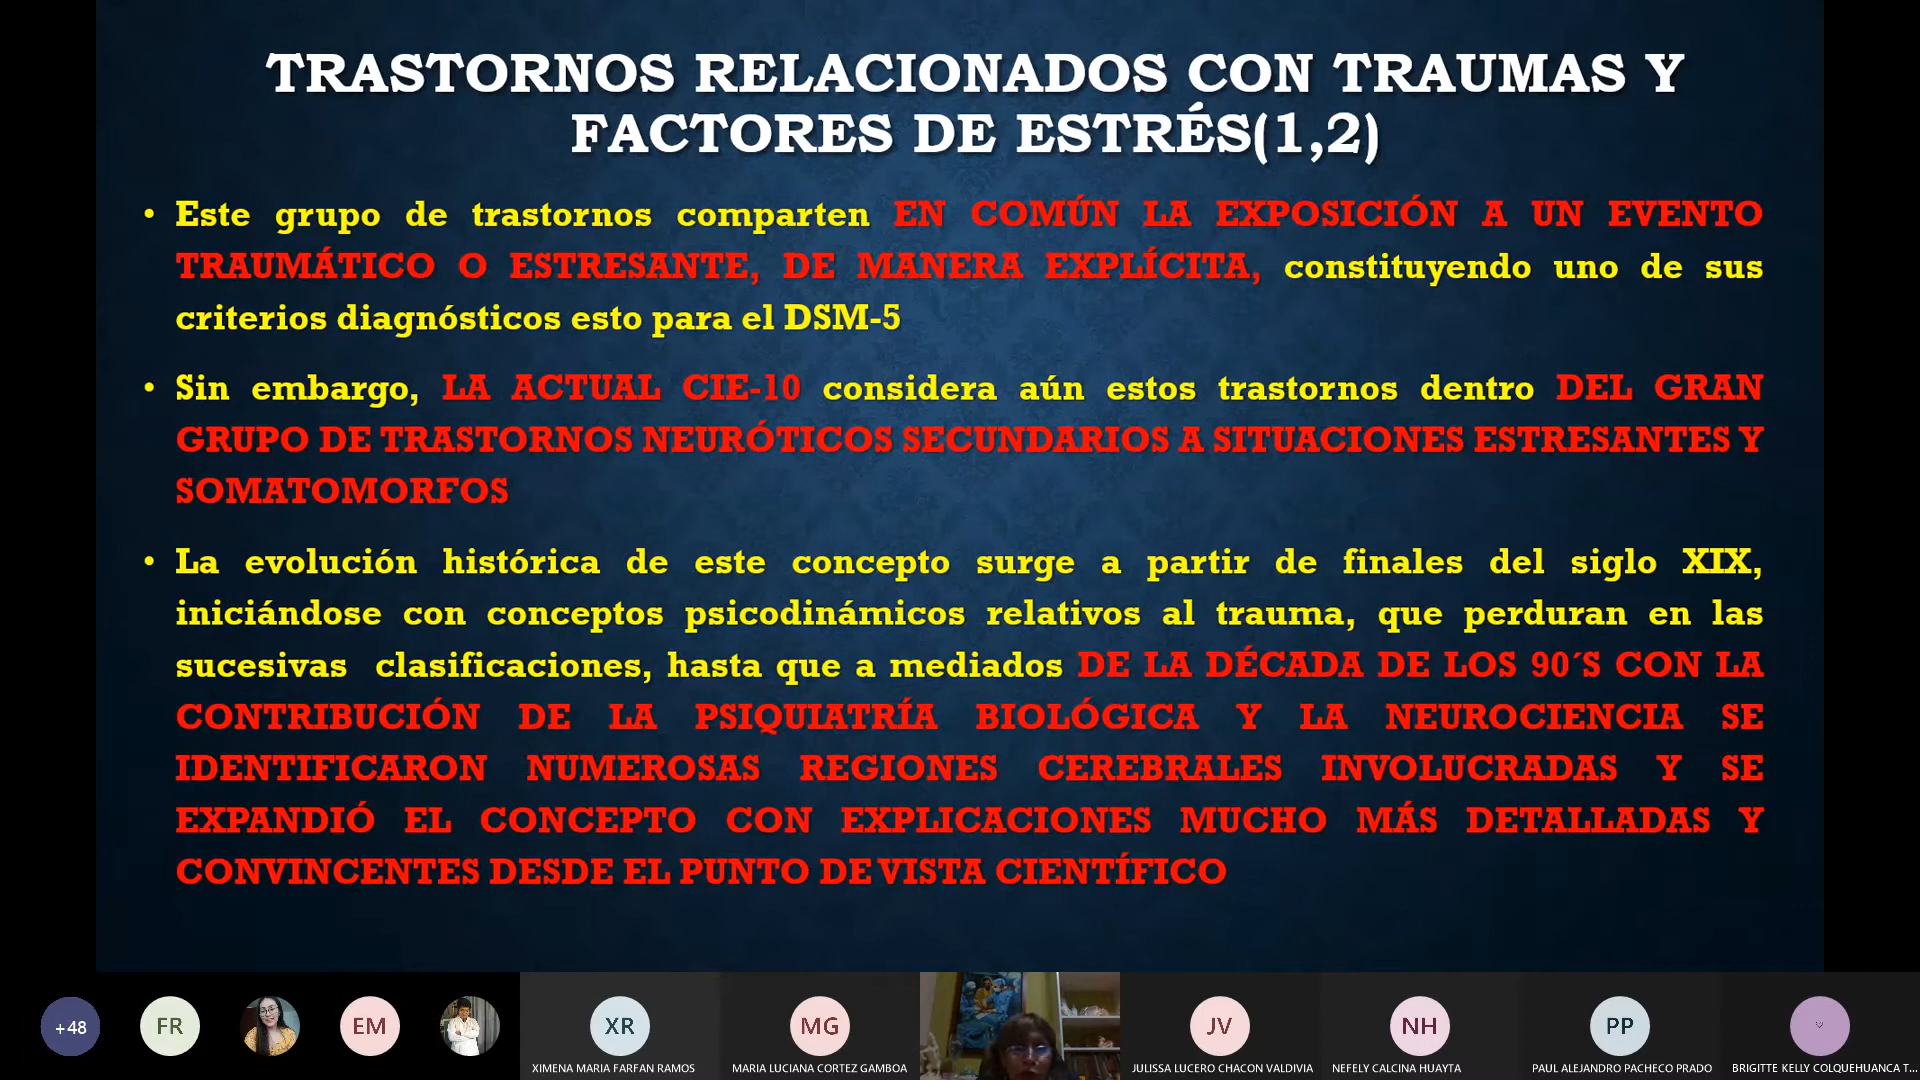 TRASTORNOS RELACIONADOS CON TRAUMAS Y
FACTORES DE ESTRÉS(1,2)
• Este grupo de trastornos comparten EN COMÚN LA EXPOSICIÓN A UN EVENTO
TRAUMÁTICO O ESTRESANTE, DE MANERA EXPLÍCITA, constituyendo uno de sus
criterios diagnósticos esto para el DSM-5
• Sin embargo, LA ACTUAL CIE-10 considera aún estos trastornos dentro DEL GRAN
GRUPO DE TRASTORNOS NEURÓTICOS SECUNDARIOS A SITUACIONES ESTRESANTES Y
SOMATOMORFOS
• La evolución histórica de este concepto surge a partir de finales del siglo XIX,
iniciándose con conceptos psicodinámicos relativos al trauma, que perduran en las
sucesivas clasificaciones, hasta que a mediados DE LA DÉCADA DE LOS 90´S CON LA
CONTRIBUCIÓN DE LA PSIQUIATRÍA BIOLÓGICA Y LA NEUROCIENCIA SE
IDENTIFICARON NUMEROSAS REGIONES CEREBRALES INVOLUCRADAS Y SE
EXPANDIÓ EL CONCEPTO CON EXPLICACIONES MUCHO MÁS DETALLADAS Y
CONVINCENTES DESDE EL PUNTO DE VISTA CIENTÍFICO
+48
FR
EM
XR
MG
JV
NH
PP
XIMENA MARIA FARFAN RAMOS
MARIA LUCIANA CORTEZ GAMBOA
JULISSA LUCERO CHACON VALDIVIA
NEFELY CALCINA HUAYTA
PAUL ALEJANDRO PACHECO PRADO
BRIGITTE KELLY COLQUEHUANCA T...